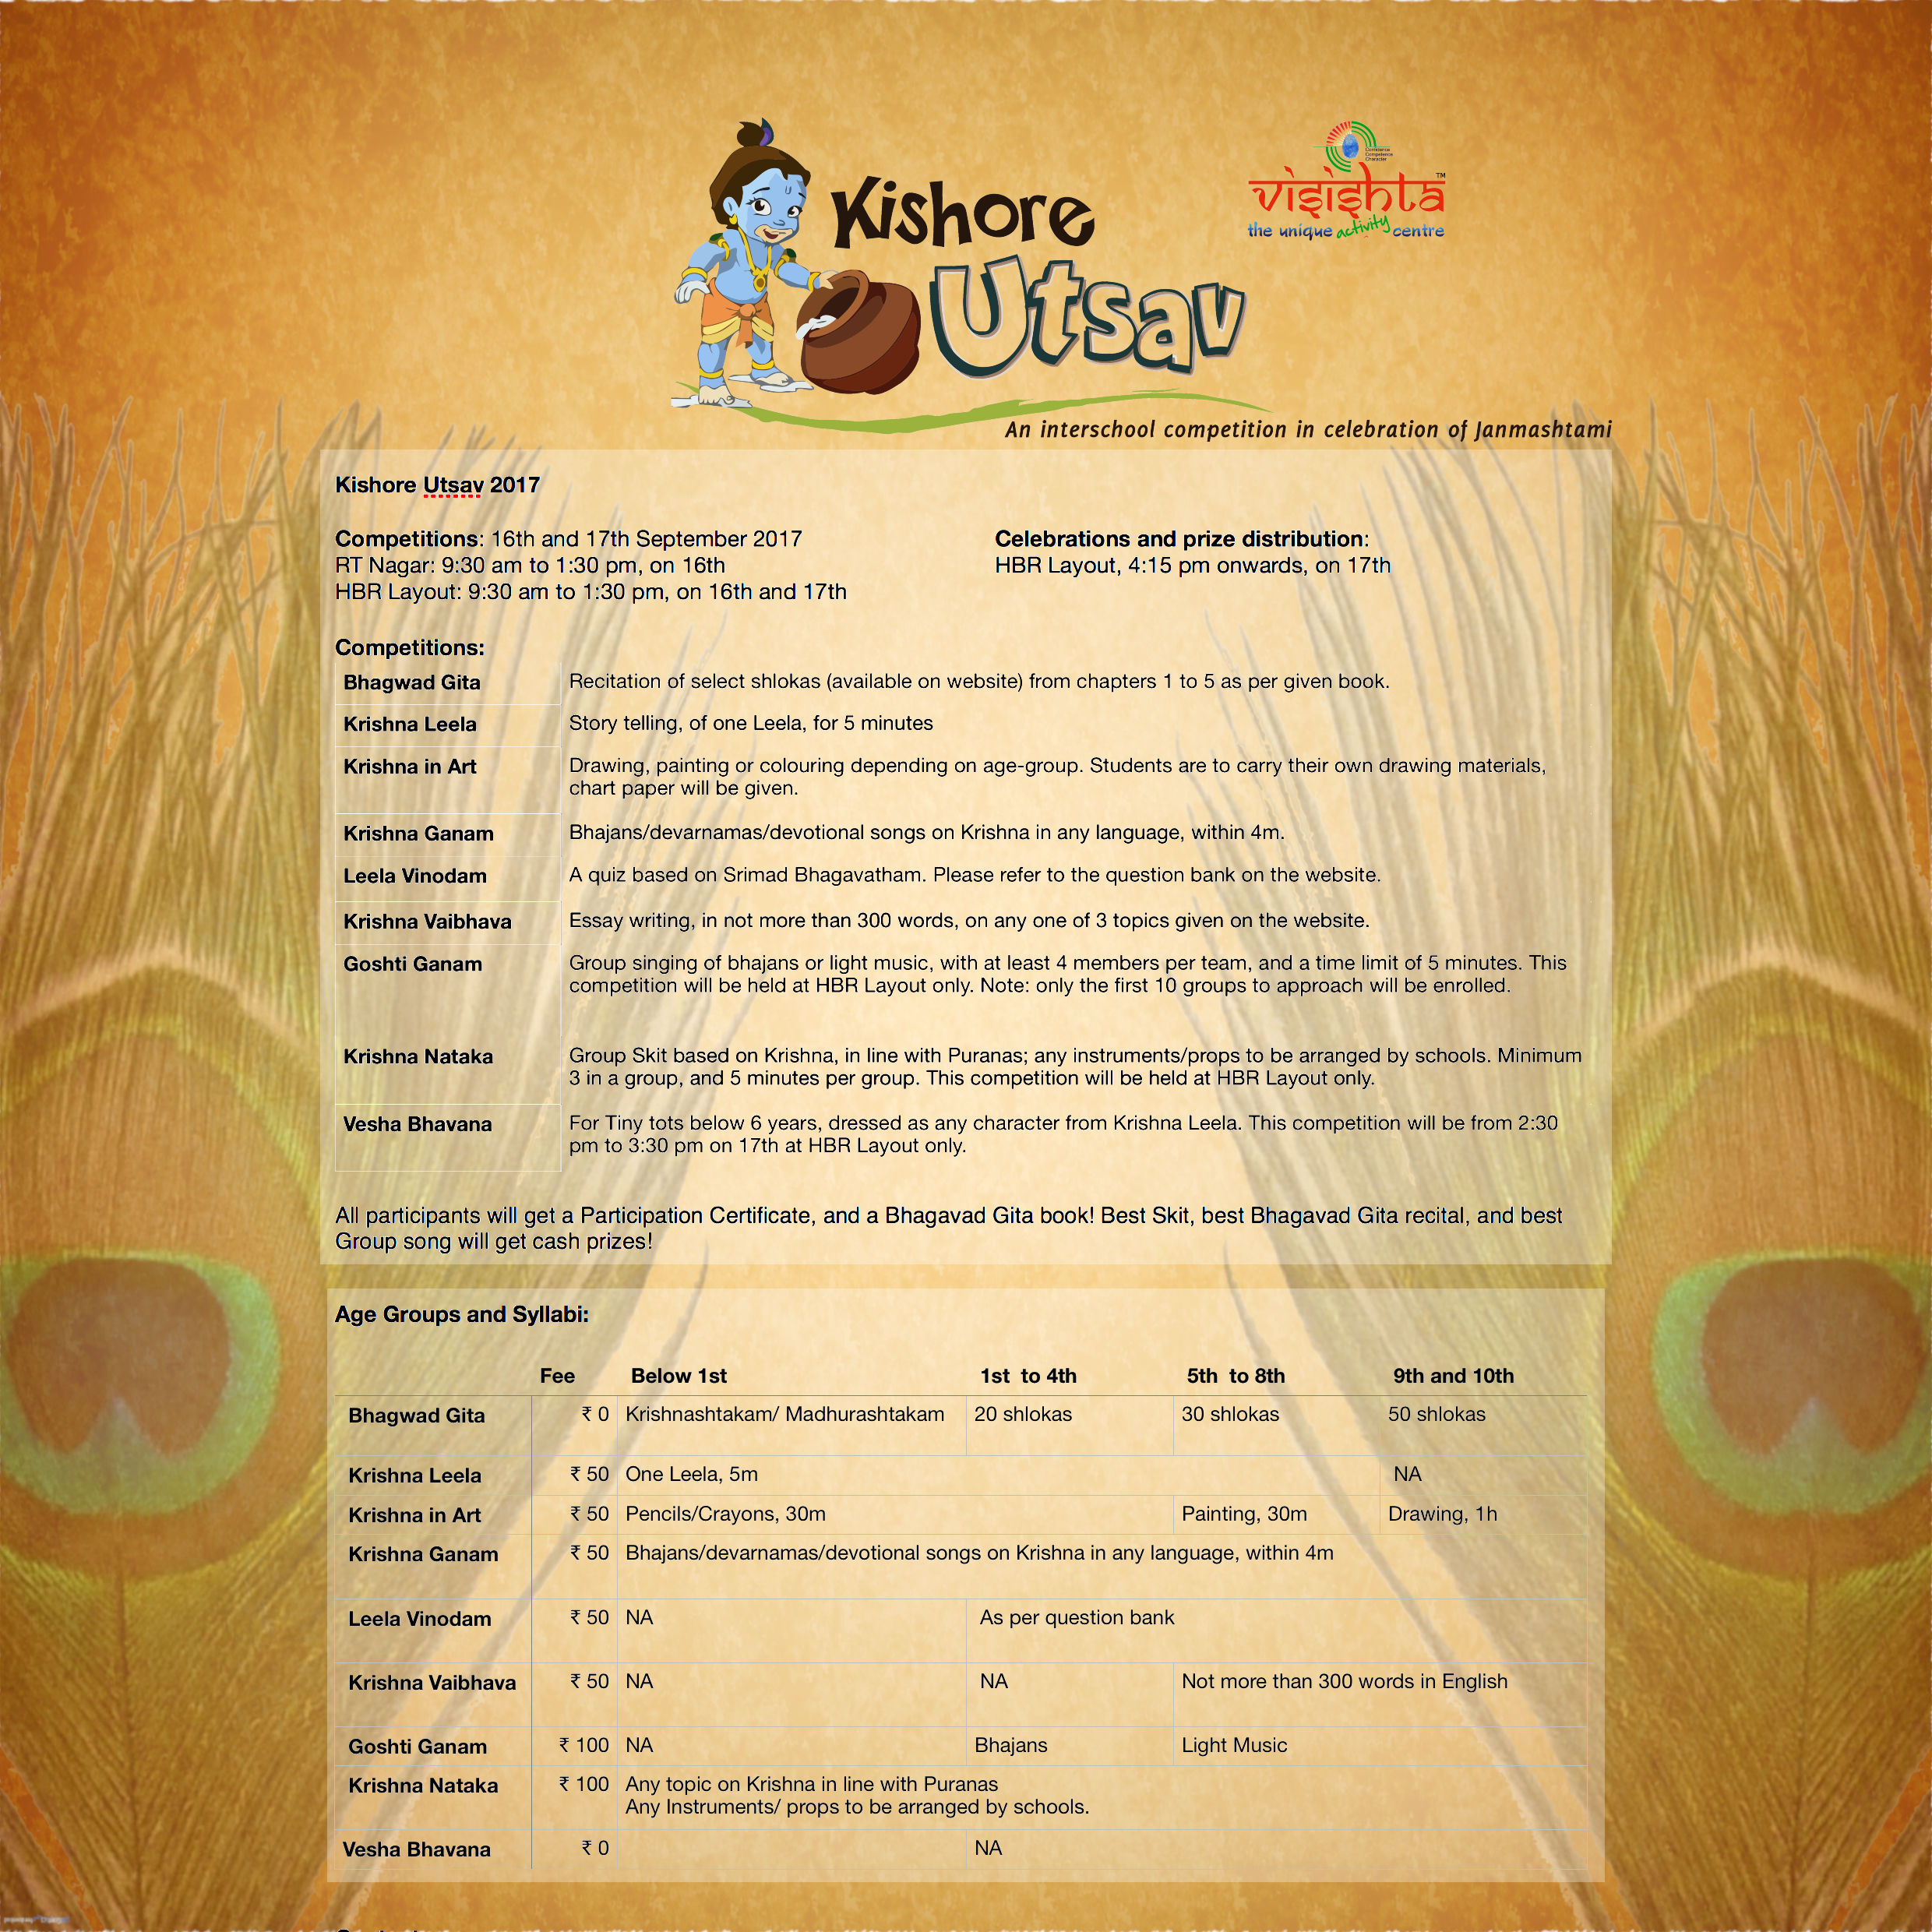 Kishore
Utsav
Conscience
Competence
Character
visishta TM
the unique activity centre
An interschool competition in celebration of Janmashtami
Kishore Utsav 2017
Competitions: 16th and 17th September 2017
RT Nagar: 9:30 am to 1:30 pm, on 16th
HBR Layout: 9:30 am to 1:30 pm, on 16th and 17th
Celebrations and prize distribution:
HBR Layout, 4:15 pm onwards, on 17th
Competitions:
Bhagwad Gita Recitation of select shlokas (available on website) from chapters 1 to 5 as per given book.
Krishna Leela Story telling, of one Leela, for 5 minutes
Krishna in Art Drawing, painting or colouring depending on age-group. Students are to carry their own drawing materials,
chart paper will be given.
Krishna Ganam Bhajans/devarnamas/devotional songs on Krishna in any language, within 4m.
Leela Vinodam A quiz based on Srimad Bhagavatham. Please refer to the question bank on the website.
Krishna Vaibhava Essay writing, in not more than 300 words, on any one of 3 topics given on the website.
Goshti Ganam Group singing of bhajans or light music, with at least 4 members per team, and a time limit of 5 minutes. This
competition will be held at HBR Layout only. Note: only the first 10 groups to approach will be enrolled.
Krishna Nataka Group Skit based on Krishna, in line with Puranas; any instruments/props to be arranged by schools. Minimum
3 in a group, and 5 minutes per group. This competition will be held at HBR Layout only.
Vesha Bhavana For Tiny tots below 6 years, dressed as any character from Krishna Leela. This competition will be from 2:30
pm to 3:30 pm on 17th at HBR Layout only.
All participants will get a Participation Certificate, and a Bhagavad Gita book! Best Skit, best Bhagavad Gita recital, and best
Group song will get cash prizes!
Age Groups and Syllabi:
Fee Below 1st 1st to 4th 5th to 8th 9th and 10th
Bhagwad Gita ₹ 0 Krishnashtakam/ Madhurashtakam 20 shlokas 30 shlokas 50 shlokas
Krishna Leela ₹ 50 One Leela, 5m NA
Krishna in Art ₹ 50 Pencils/Crayons, 30m Painting, 30m Drawing, 1h
Krishna Ganam ₹ 50 Bhajans/devarnamas/devotional songs on Krishna in any language, within 4m
Leela Vinodam ₹ 50 NA As per question bank
Krishna Vaibhava ₹ 50 NA NA Not more than 300 words in English
Goshti Ganam ₹ 100 NA Bhajans Light Music
Krishna Nataka ₹ 100 Any topic on Krishna in line with Puranas
Any Instruments/ props to be arranged by schools.
Vesha Bhavana ₹ 0 NA